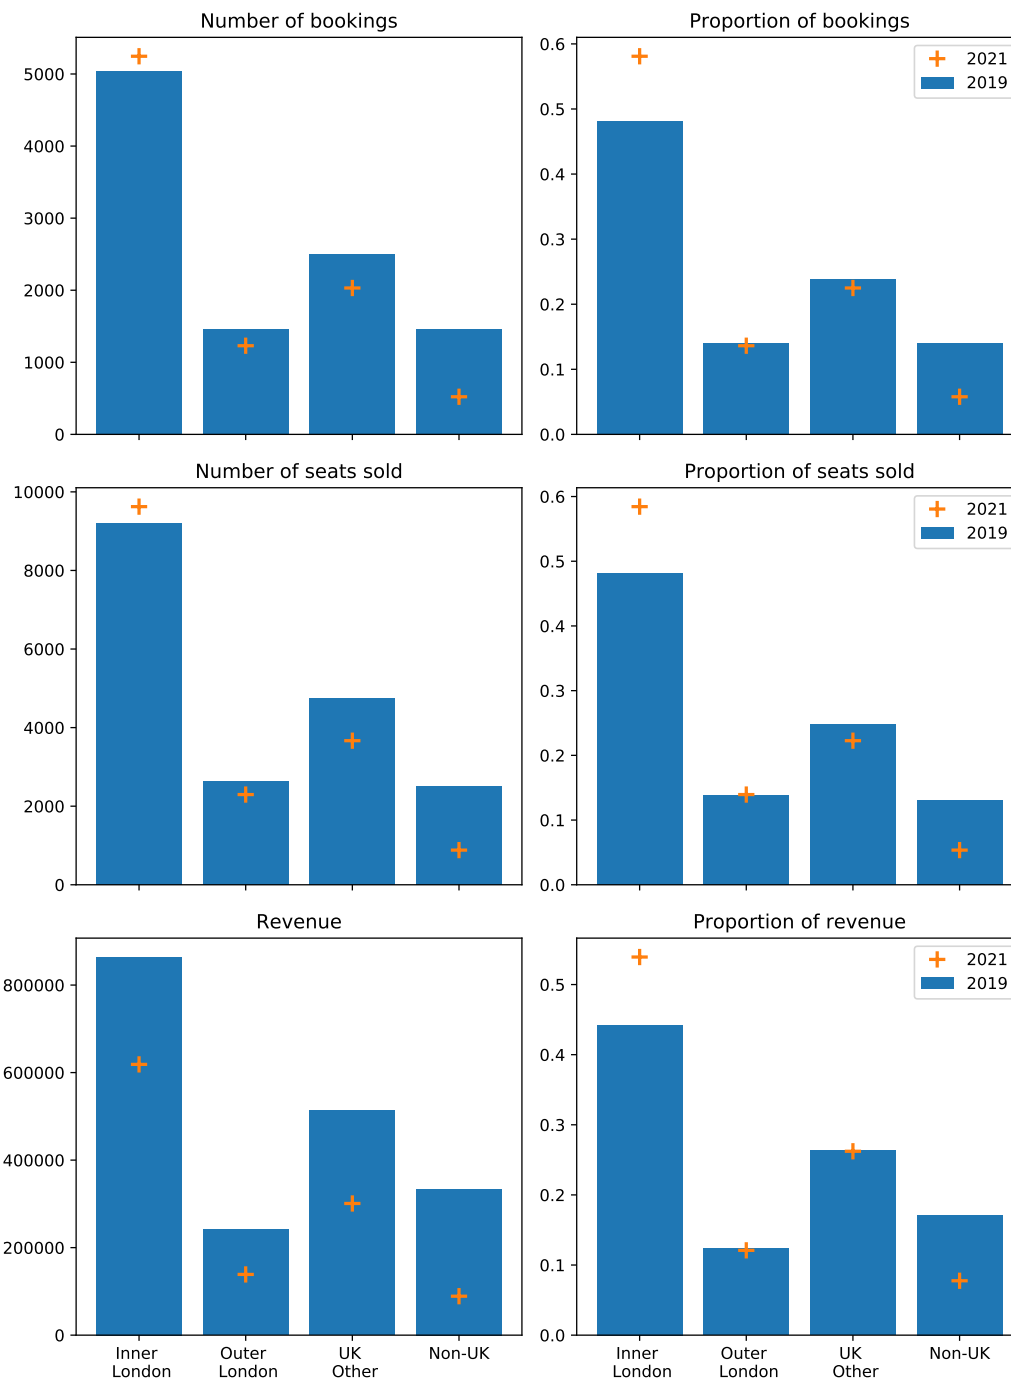 Number of bookings
5000
4000
3000
2000
1000
0
Proportion of bookings
0.6
0.5
0.4
0.3
0.2
0.1
0.0
2021
2019
Number of seats sold
10000
8000
6000
4000
2000
0
Proportion of seats sold
0.6
0.5
0.4
0.3
0.2
0.1
0.0
2021
2019
Revenue
800000
600000
400000
200000
0
Inner
London
Outer
London
UK
Other
Non-UK
Proportion of revenue
0.5
0.4
0.3
0.2
0.1
0.0
2021
2019
Inner
London
Outer
London
UK
Other
Non-UK